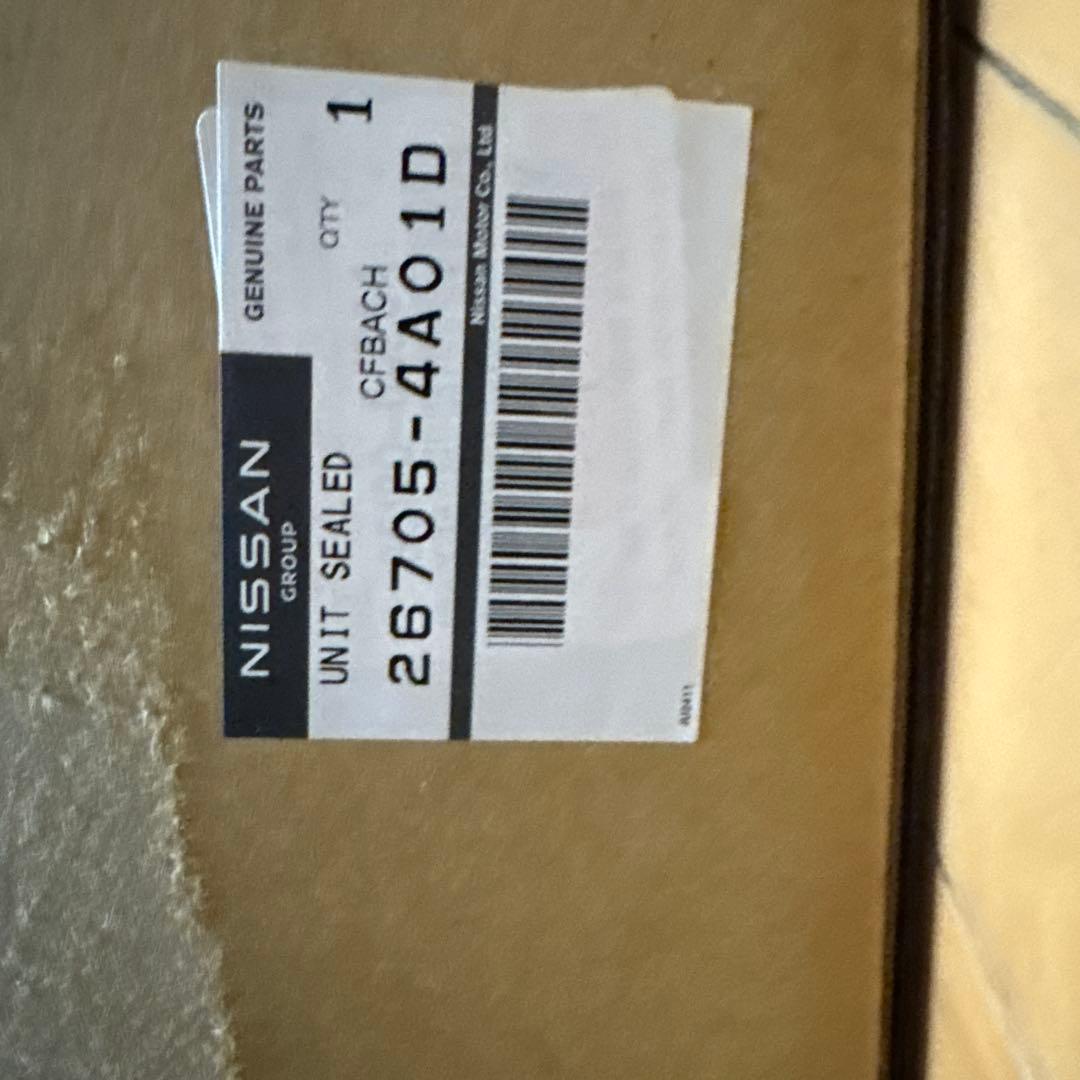 NISSAN
GROUP
GENUINE PARTS
UNIT SEALED
QTY 1
CFBACH
26705-4A01D
Nissan Motor Co., Ltd